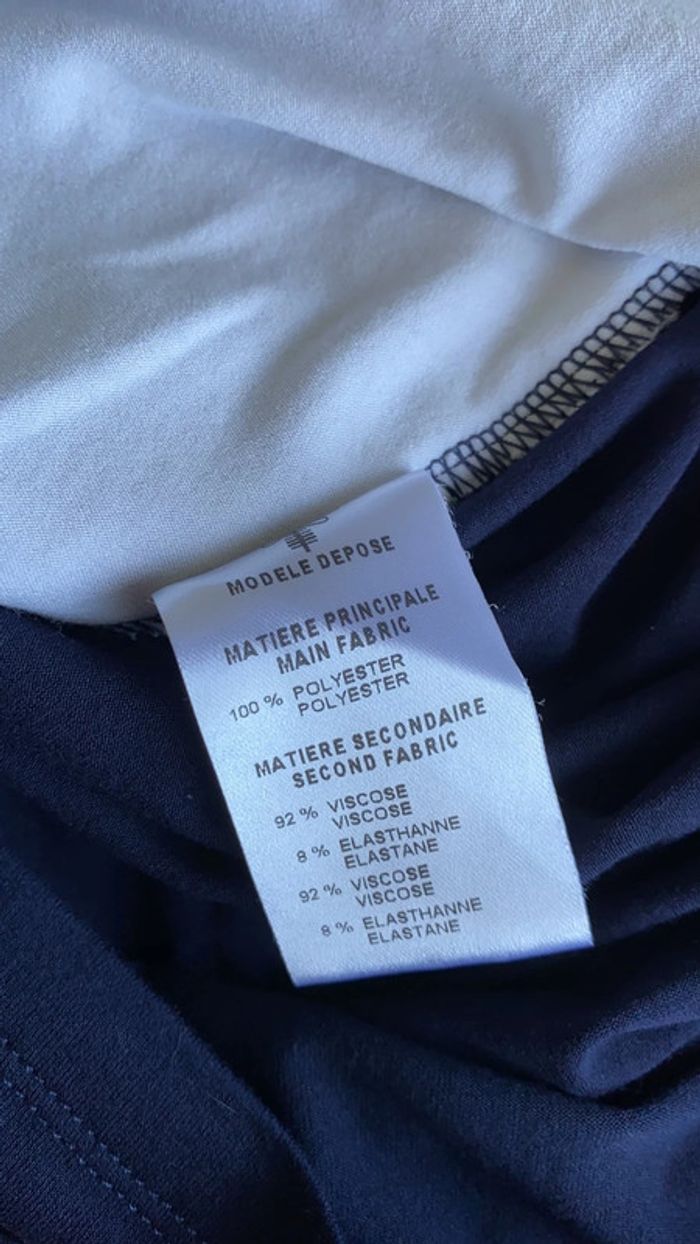 MODELE DEPOSE
MATIERE PRINCIPALE
MAIN FABRIC
100 % POLYESTER
POLYESTER
MATIERE SECONDAIRE
SECOND FABRIC
92 % VISCOSE
VISCOSE
8 % ELASTHANNE
ELASTANE
92 % VISCOSE
VISCOSE
8 % ELASTHANNE
ELASTANE